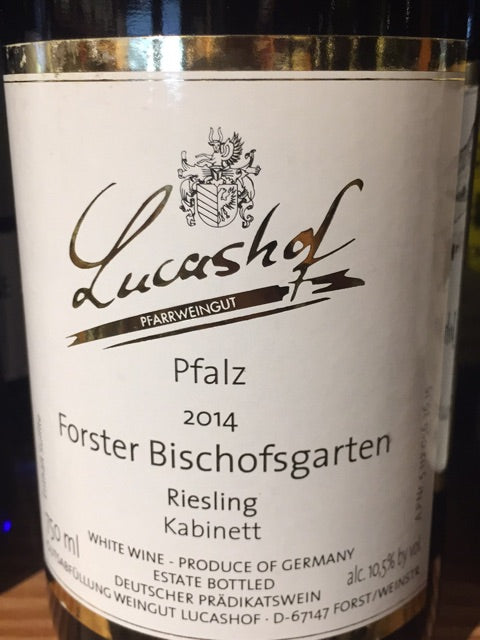 Lucashof
PFARRWEINGUT
Pfalz
2014
Forster Bischofsgarten
Riesling
Kabinett
750 ml
WHITE WINE - PRODUCE OF GERMANY
ESTATE BOTTLED
alc. 10,5% by vol
DEUTSCHER PRÄDIKATSWEIN
WEINGUT LUCASHOF · D-67147 FORST/WEINSTR